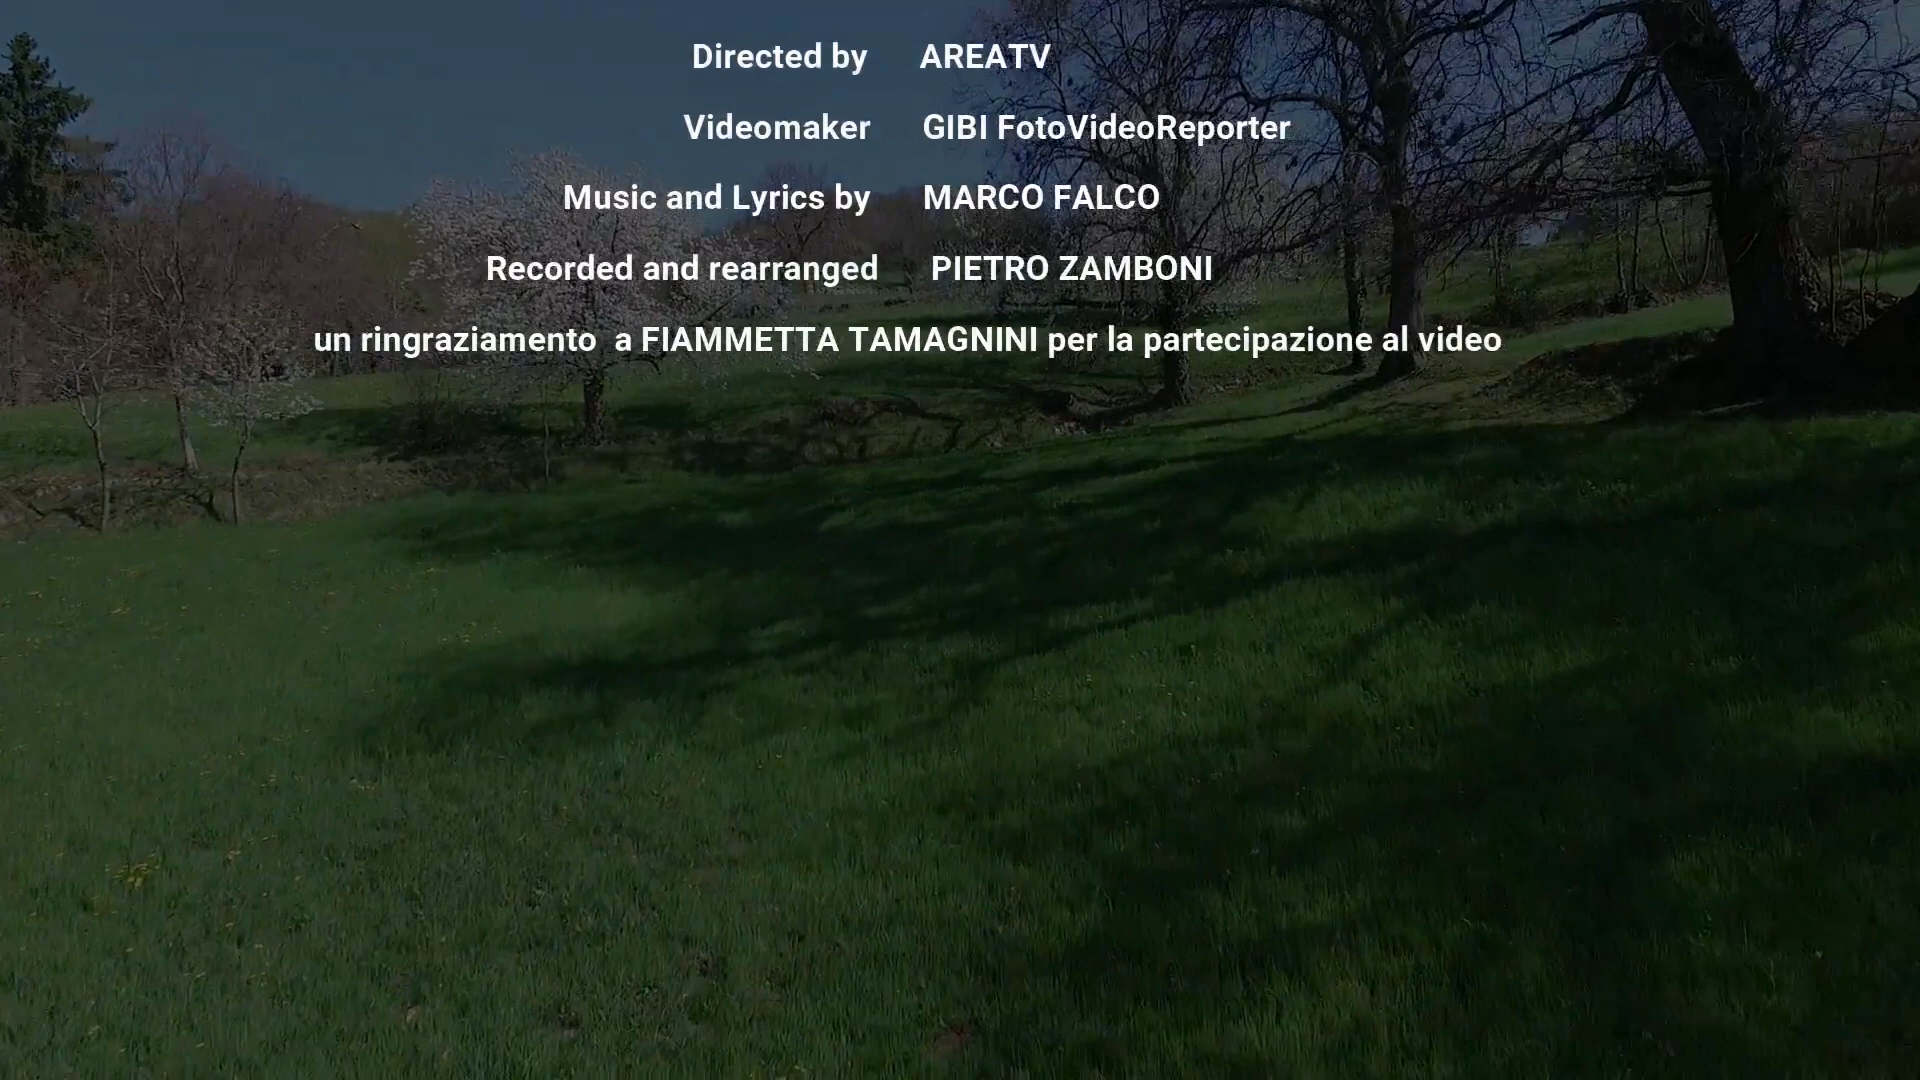 Directed by AREATV
Videomaker GIBI FotoVideoReporter
Music and Lyrics by MARCO FALCO
Recorded and rearranged PIETRO ZAMBONI
un ringraziamento a FIAMMETTA TAMAGNINI per la partecipazione al video